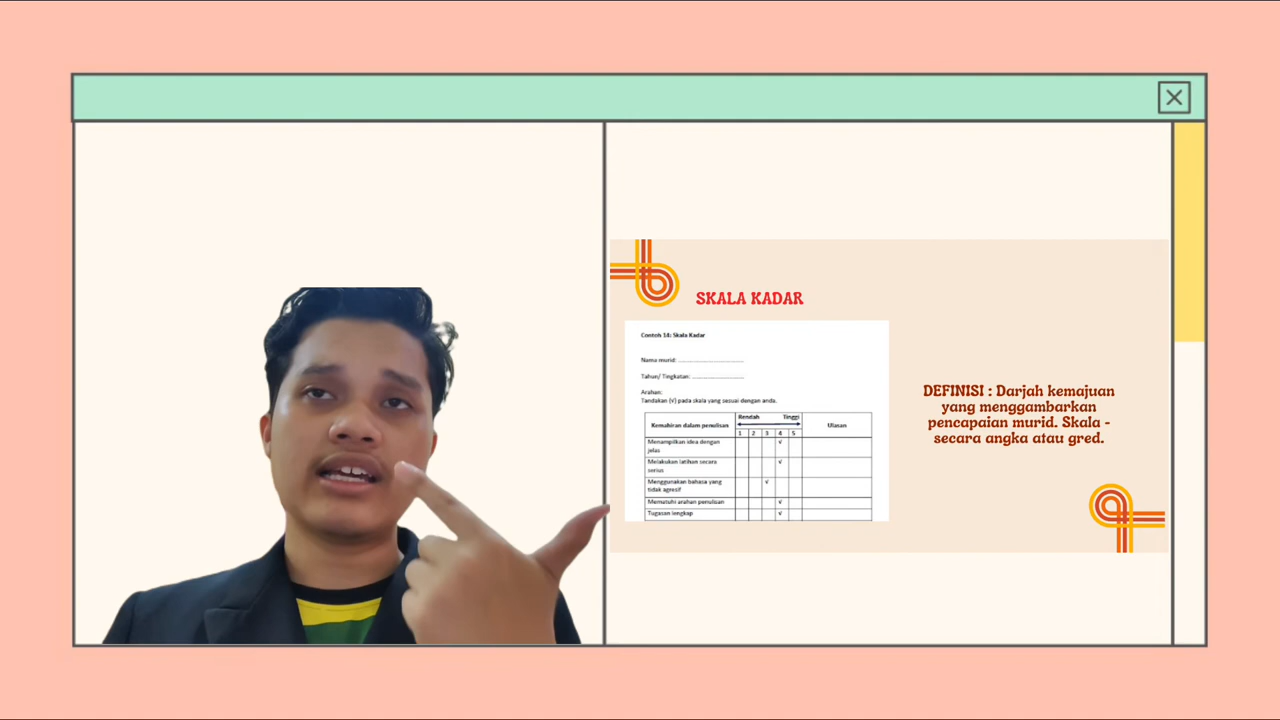 SKALA KADAR
Contoh 14: Skala Kadar
Nama murid: ................................
Tahun/ Tingkatan: .........................
Arahan:
Tandakan (√) pada skala yang sesuai dengan anda.
Kemahiran dalam penulisan
Rendah Tinggi
1 2 3 4 5
Ulasan
Menampilkan idea dengan
jelas √
Melakukan latihan secara
serius √
Menggunakan bahasa yang
tidak agresif √
Mematuhi arahan penulisan √
Tugasan lengkap √
DEFINISI : Darjah kemajuan
yang menggambarkan
pencapaian murid. Skala -
secara angka atau gred.